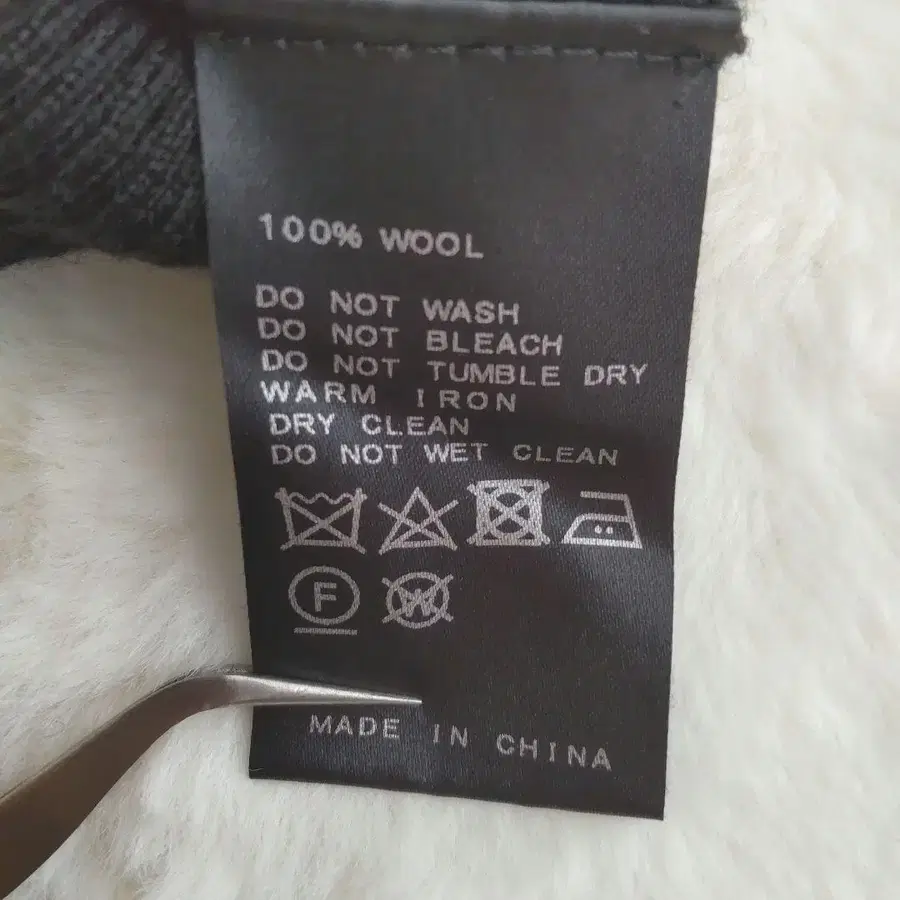 100% WOOL
DO NOT WASH
DO NOT BLEACH
DO NOT TUMBLE DRY
WARM IRON
DRY CLEAN
DO NOT WET CLEAN
F W
MADE IN CHINA